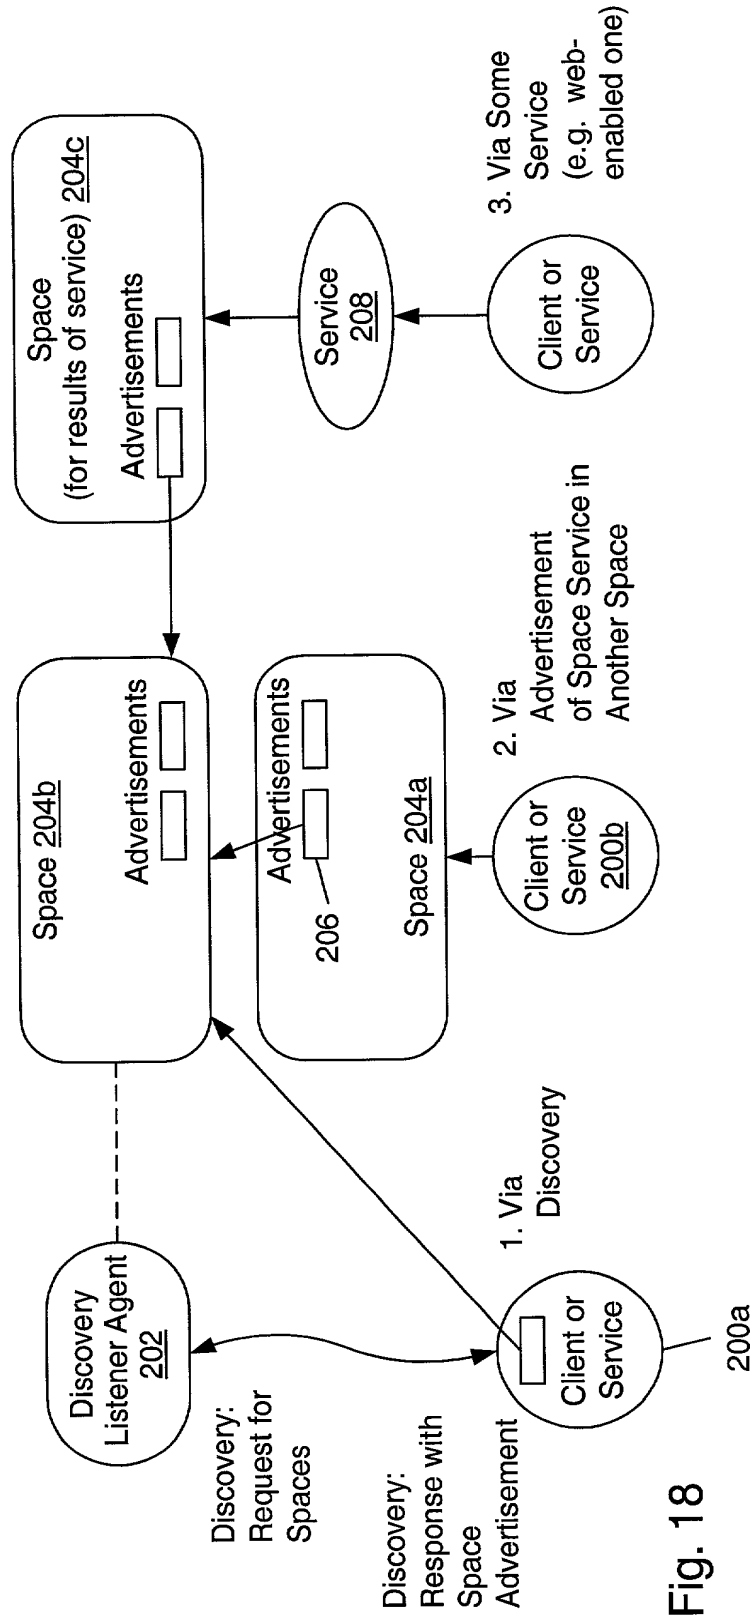 Discovery
Listener Agent
202
Space 204b
Advertisements
Space
(for results of service) 204c
Advertisements
Discovery:
Request for
Spaces
206
Advertisements
Space 204a
Service
208
Discovery:
Response with
Space
Advertisement
Client or
Service
200a
1. Via
Discovery
Client or
Service
200b
2. Via
Advertisement
of Space Service in
Another Space
Client or
Service
3. Via Some
Service
(e.g. web-
enabled one)
Fig. 18